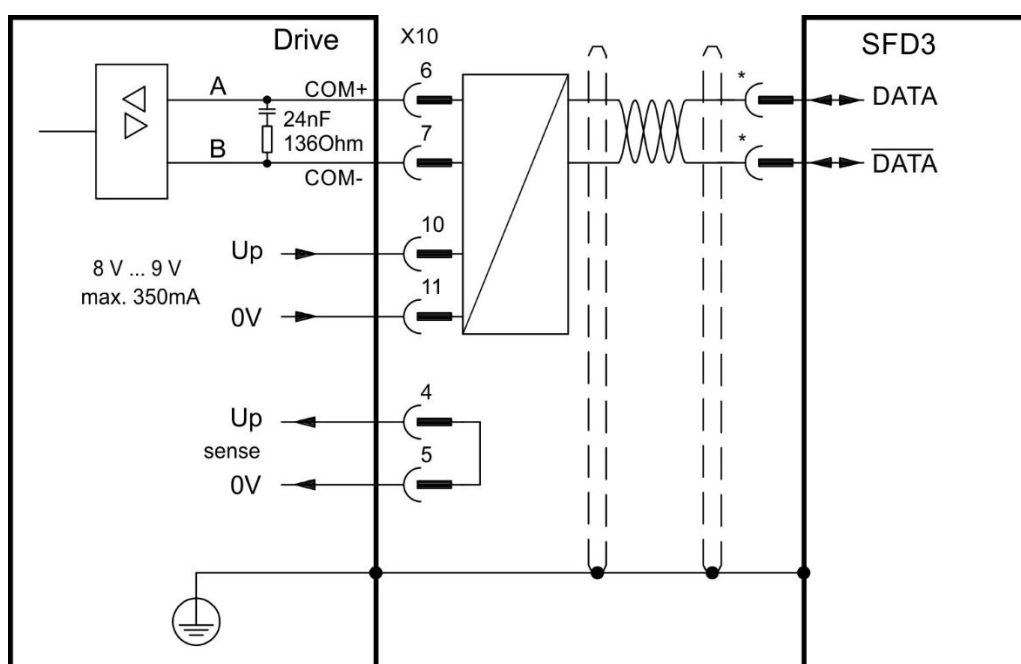 Drive
X10
SFD3
6
A
COM+
*
DATA
24nF
136Ohm
7
B
COM-
*
DATA
10
Up
8 V ... 9 V
max. 350mA
11
0V
4
Up
sense
5
0V